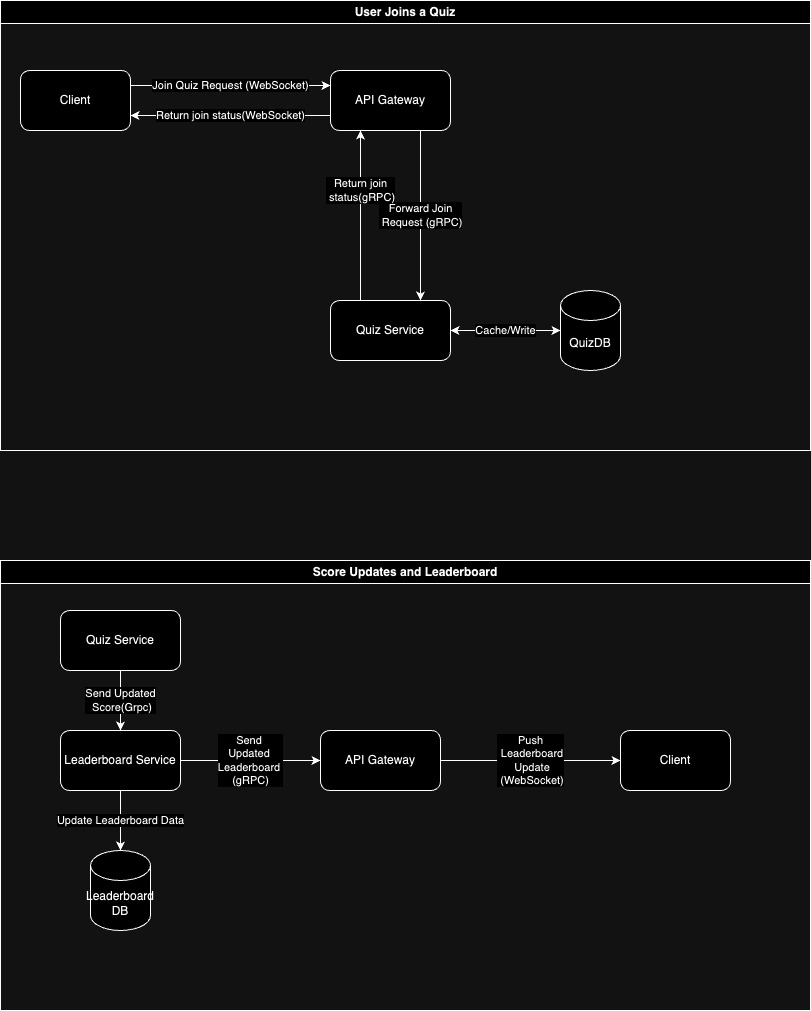 User Joins a Quiz
Client
Join Quiz Request (WebSocket)
API Gateway
Return join status(WebSocket)
Return join
status(gRPC)
Forward Join
Request (gRPC)
Quiz Service
Cache/Write
QuizDB
Score Updates and Leaderboard
Quiz Service
Send Updated
Score(Grpc)
Leaderboard Service
Send
Updated
Leaderboard
(gRPC)
API Gateway
Push
Leaderboard
Update
(WebSocket)
Client
Update Leaderboard Data
Leaderboard
DB